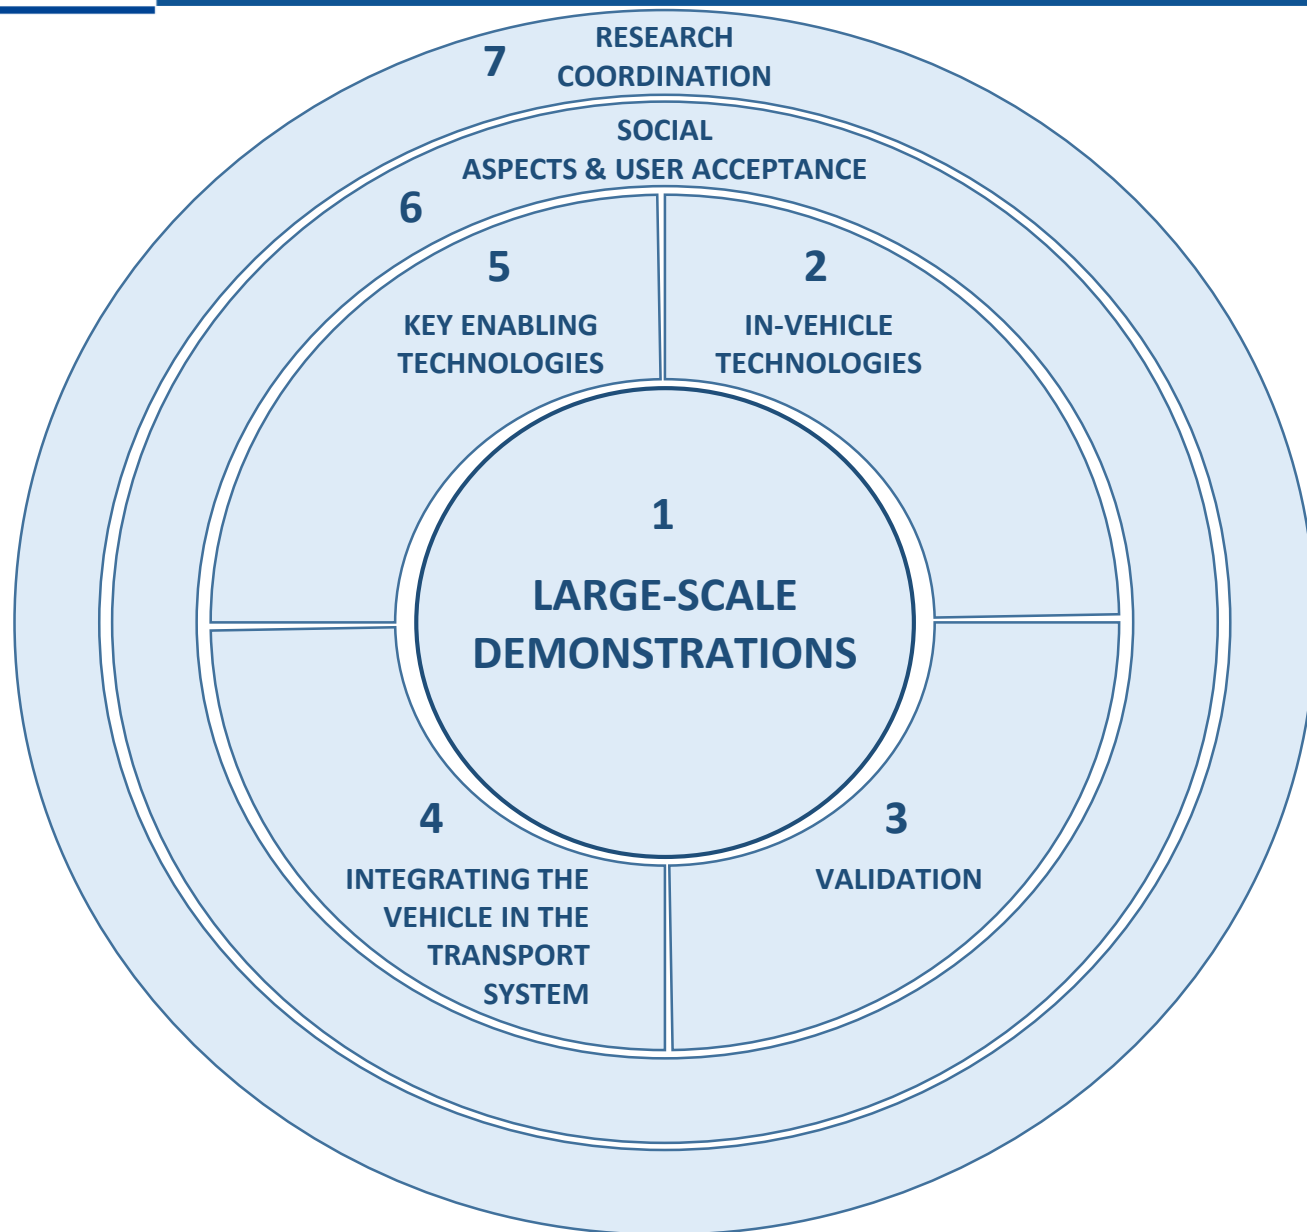 7
RESEARCH
COORDINATION
SOCIAL
ASPECTS & USER ACCEPTANCE
6
5
KEY ENABLING
TECHNOLOGIES
2
IN-VEHICLE
TECHNOLOGIES
1
LARGE-SCALE
DEMONSTRATIONS
4
INTEGRATING THE
VEHICLE IN THE
TRANSPORT
SYSTEM
3
VALIDATION